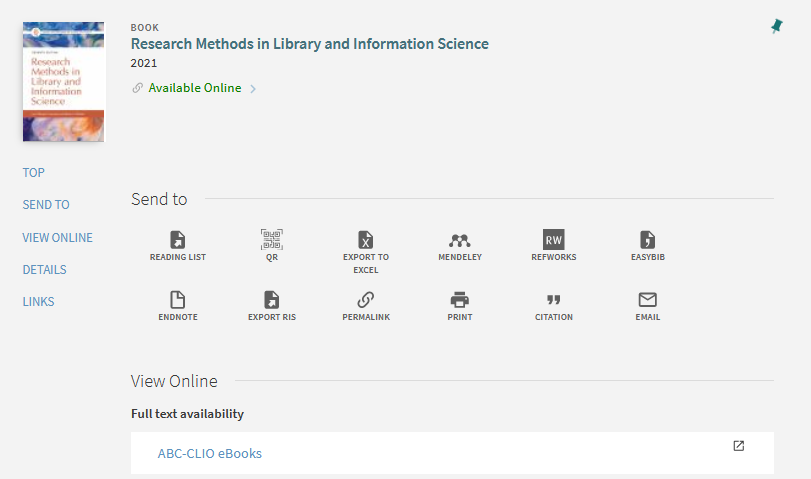 BOOK
Research Methods in Library and Information Science
2021
Available Online
Research
Methods in
Library and
Information
Science
TOP
SEND TO
VIEW ONLINE
DETAILS
LINKS
Send to
READING LIST
QR
EXPORT TO
EXCEL
MENDELEY
RW
REFWORKS
EASYBIB
ENDNOTE
EXPORT RIS
PERMALINK
PRINT
CITATION
EMAIL
View Online
Full text availability
ABC-CLIO eBooks